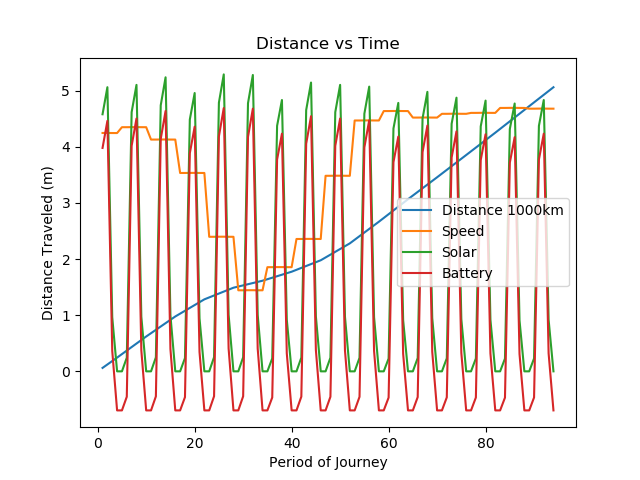 Distance vs Time
Distance Traveled (m)
5
4
3
2
1
0
Distance 1000km
Speed
Solar
Battery
0 20 40 60 80
Period of Journey